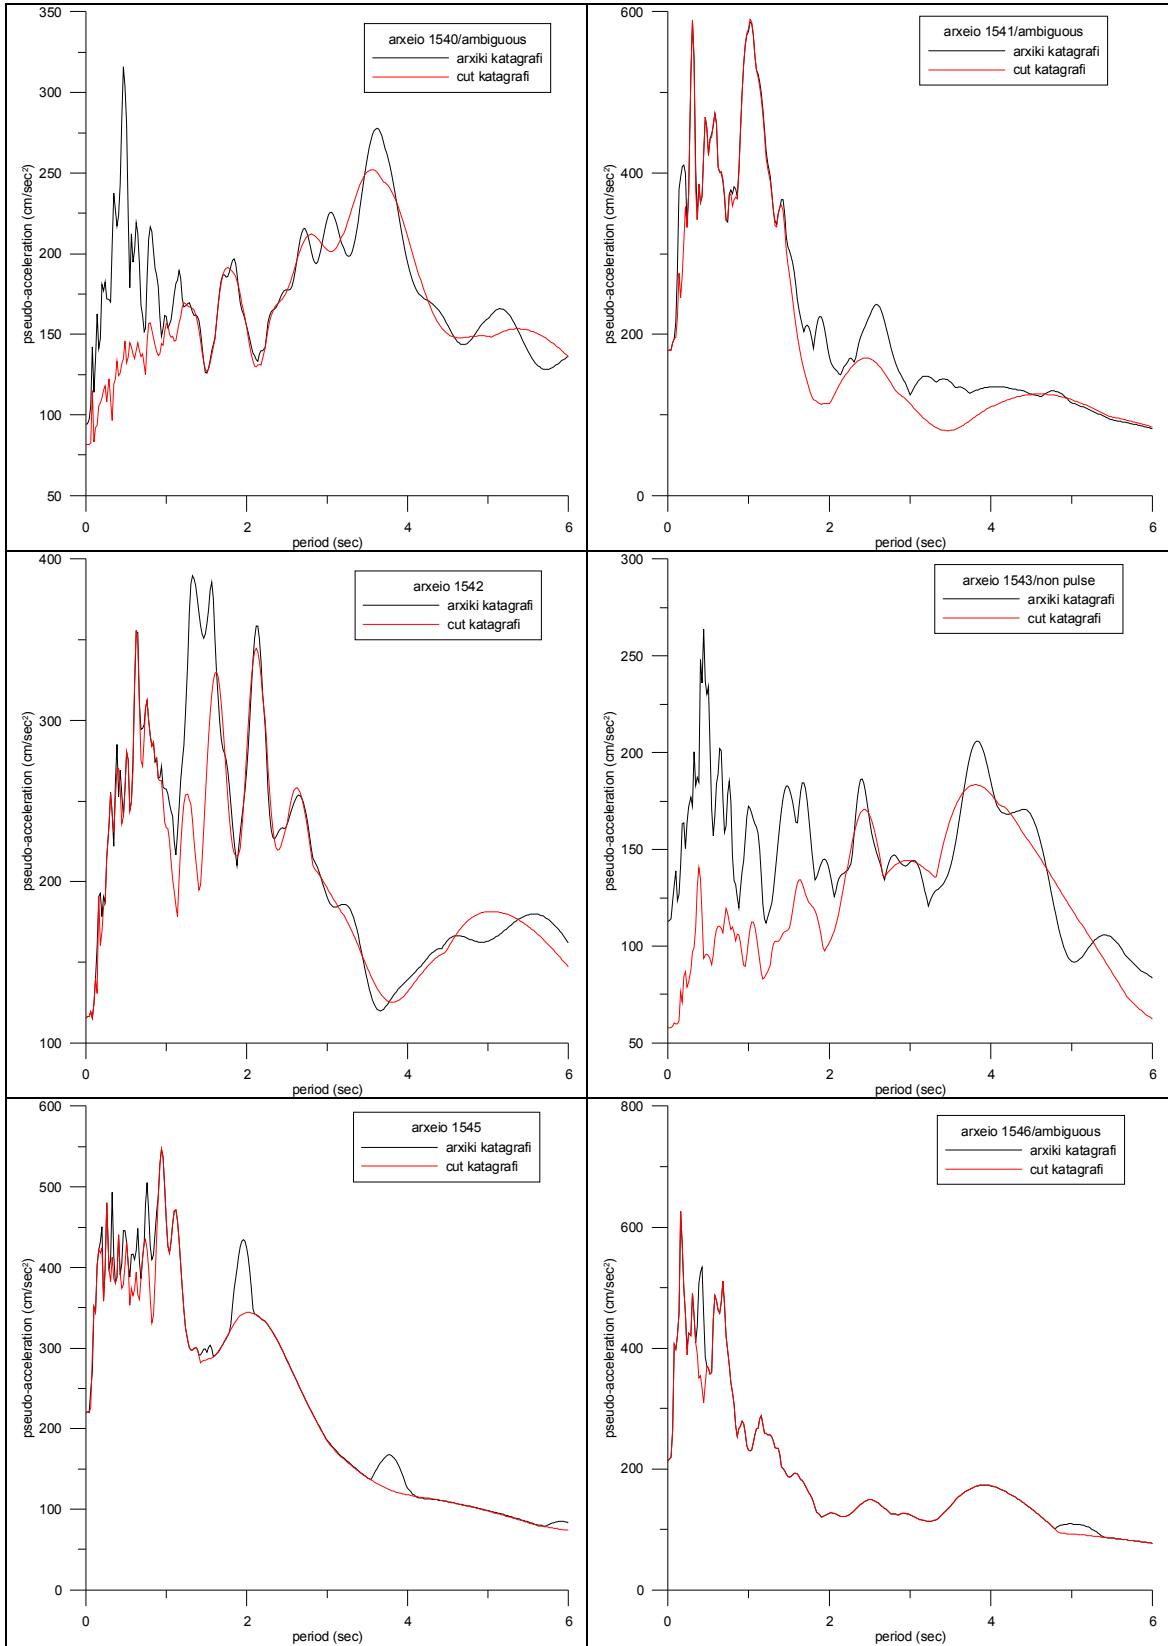 350
300
250
200
150
100
50
pseudo-acceleration (cm/sec²)
0
2
4
6
period (sec)
arxeio 1540/ambiguous
arxiki katagrafi
cut katagrafi
600
400
200
0
pseudo-acceleration (cm/sec²)
0
2
4
6
period (sec)
arxeio 1541/ambiguous
arxiki katagrafi
cut katagrafi
400
300
200
100
pseudo-acceleration (cm/sec²)
0
2
4
6
period (sec)
arxeio 1542
arxiki katagrafi
cut katagrafi
300
250
200
150
100
50
pseudo-acceleration (cm/sec²)
0
2
4
6
period (sec)
arxeio 1543/non pulse
arxiki katagrafi
cut katagrafi
600
500
400
300
200
100
0
pseudo-acceleration (cm/sec²)
0
2
4
6
period (sec)
arxeio 1545
arxiki katagrafi
cut katagrafi
800
600
400
200
0
pseudo-acceleration (cm/sec²)
0
2
4
6
period (sec)
arxeio 1546/ambiguous
arxiki katagrafi
cut katagrafi